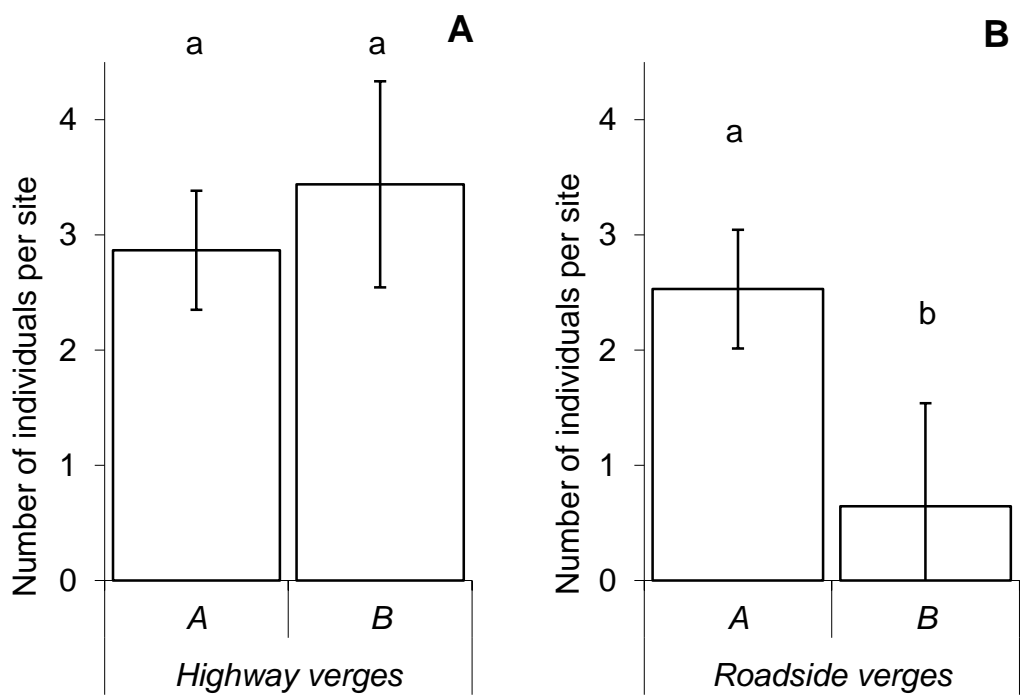 A
a
a
Number of individuals per site
4
3
2
1
0
A
B
Highway verges
B
a
b
Number of individuals per site
4
3
2
1
0
A
B
Roadside verges